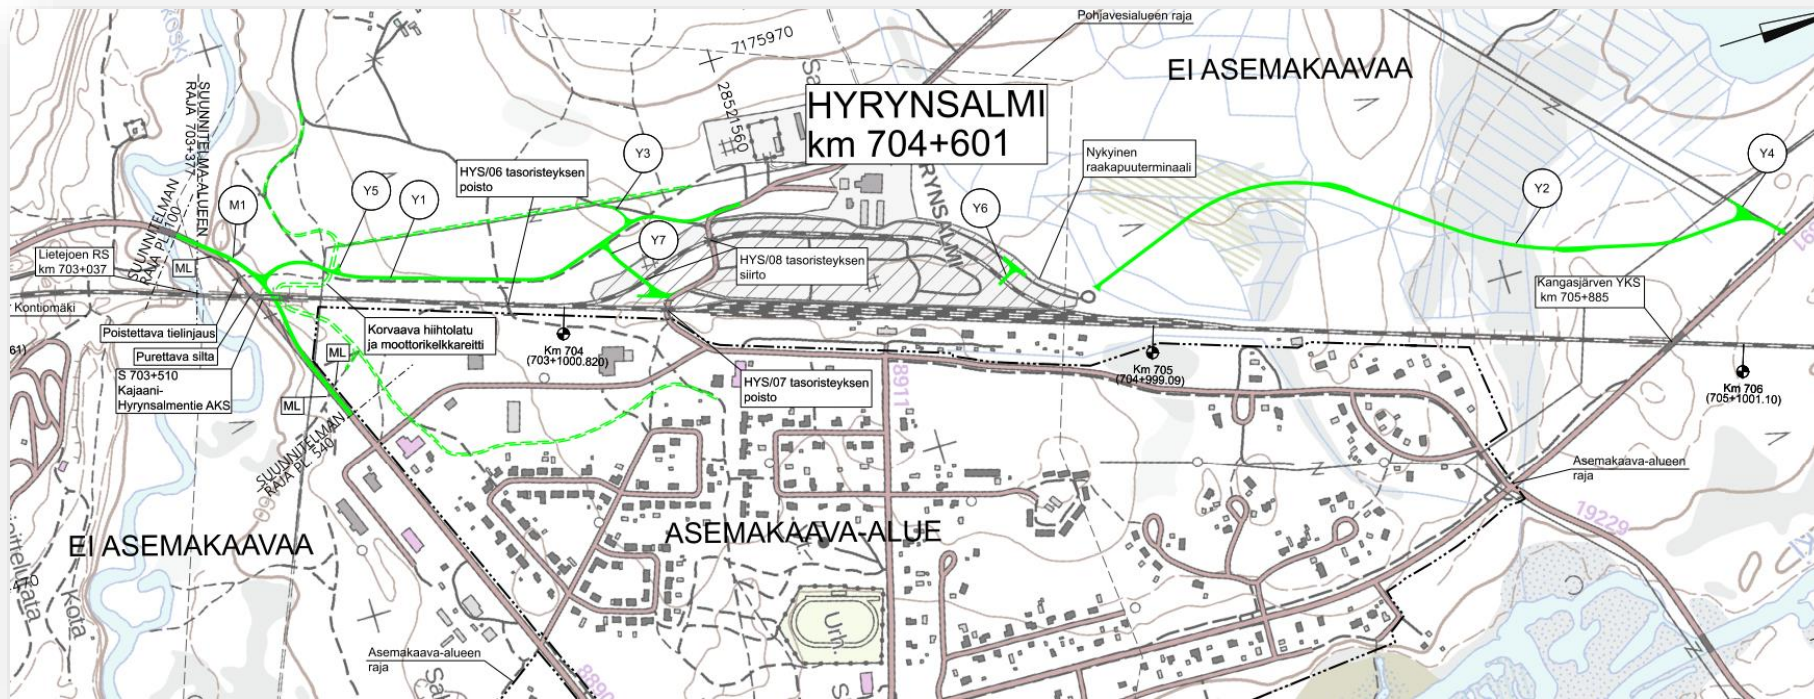 Pohjavesialueen raja
7175970
28521560
EI ASEMAKAAVAA
HYRYNSALMI
km 704+601
SUUNNITELMA-ALUEEN
RAJA 703+377
SUUNNITELMAN
RAJA PL -100
Y3
Y4
Nykyinen
raakapuuterminaali
HYS/06 tasoristeyksen
poisto
Y5
Y1
M1
Y6
Y2
Y7
HYRYNSALMI
Lietejoen RS
km 703+037
ML
HYS/08 tasoristeyksen
siirto
Kangasjärven YKS
km 705+885
Kontiomäki
Poistettava tielinjaus
Korvaava hiihtolatu
ja moottorikelkkareitti
Km 704
(703+1000.820)
Purettava silta
ML
S 703+510
Kajaani-
Hyrynsalmentie AKS
Km 705
(704+999.09)
HYS/07 tasoristeyksen
poisto
Km 706
(705+1001.10)
8911
ML
SUUNNITELMAN
RAJA PL 540
Asemakaava-alueen
raja
19229
EI ASEMAKAAVAA
ASEMAKAAVA-ALUE
Kota
Urh
Asemakaava-alueen
raja
8890